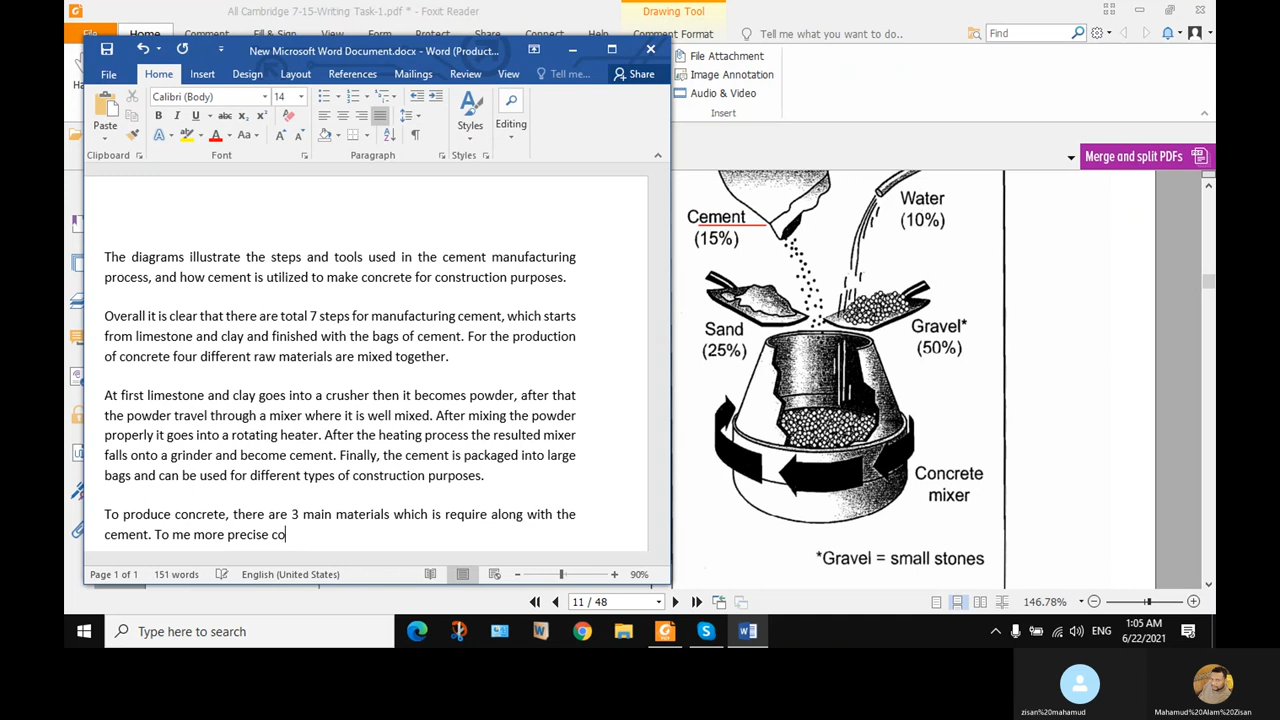 All Cambridge 7-15-Writing Task-1.pdf * - Foxit Reader
Drawing Tool
File
Home
Comment Format
Tell me what you want to do..
Find
New Microsoft Word Document.docx - Word (Product...
File Home Insert Design Layout References Mailings Review View Tell me... Share
Calibri (Body) 14
Paste
Styles
Editing
Clipboard Font Paragraph Styles
File Attachment
Image Annotation
Audio & Video
Insert
Merge and split PDFs
The diagrams illustrate the steps and tools used in the cement manufacturing
process, and how cement is utilized to make concrete for construction purposes.
Overall it is clear that there are total 7 steps for manufacturing cement, which starts
from limestone and clay and finished with the bags of cement. For the production
of concrete four different raw materials are mixed together.
At first limestone and clay goes into a crusher then it becomes powder, after that
the powder travel through a mixer where it is well mixed. After mixing the powder
properly it goes into a rotating heater. After the heating process the resulted mixer
falls onto a grinder and become cement. Finally, the cement is packaged into large
bags and can be used for different types of construction purposes.
To produce concrete, there are 3 main materials which is require along with the
cement. To me more precise co
Page 1 of 1 151 words English (United States) 90%
Cement
(15%)
Water
(10%)
Sand
(25%)
Gravel*
(50%)
Concrete
mixer
*Gravel = small stones
11 / 48
146.78%
Type here to search
ENG
1:05 AM
6/22/2021
zisan%20mahamud
Mahamud%20Alam%20Zisan